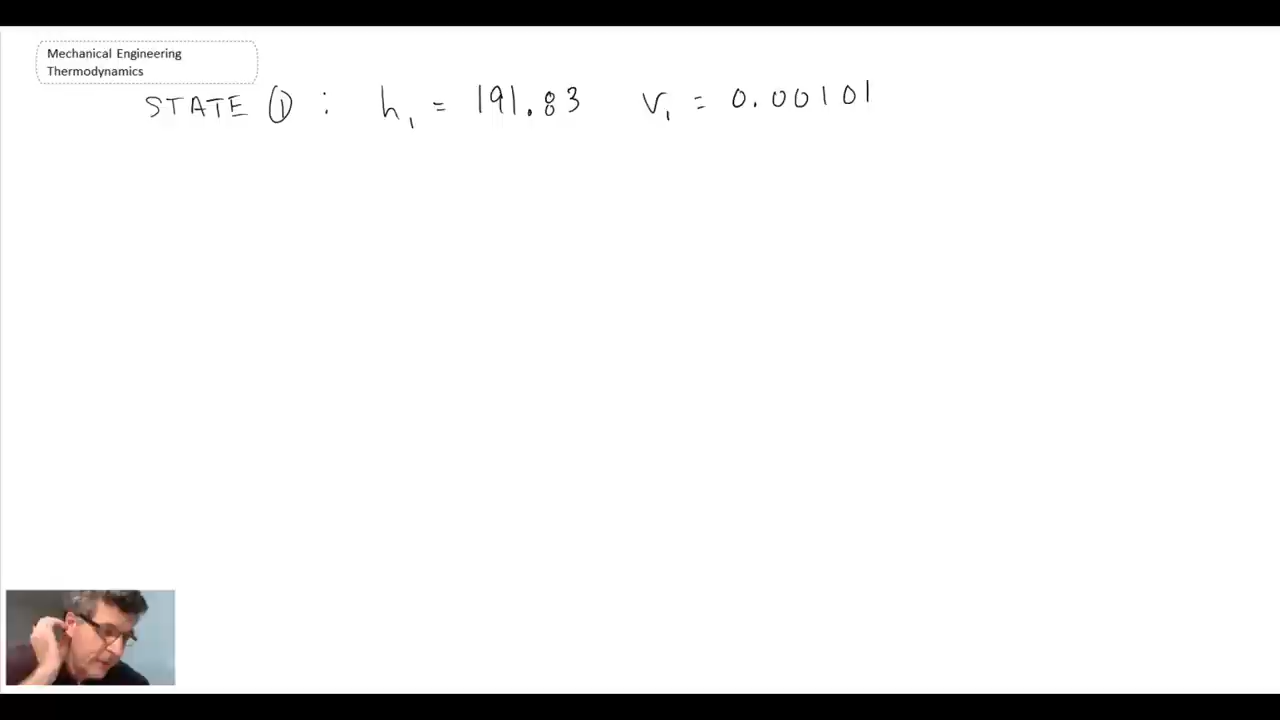 Mechanical Engineering
Thermodynamics
STATE ① : h₁ = 191.83 v₁ = 0.00101